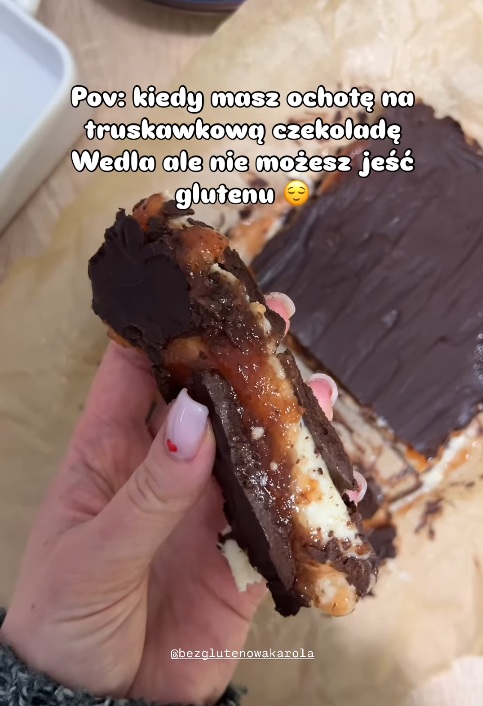 Pov: kiedy masz ochotę na
truskawkową czekoladę
Wedla ale nie możesz jeść
glutenu 😌
@bezglutenowakarola